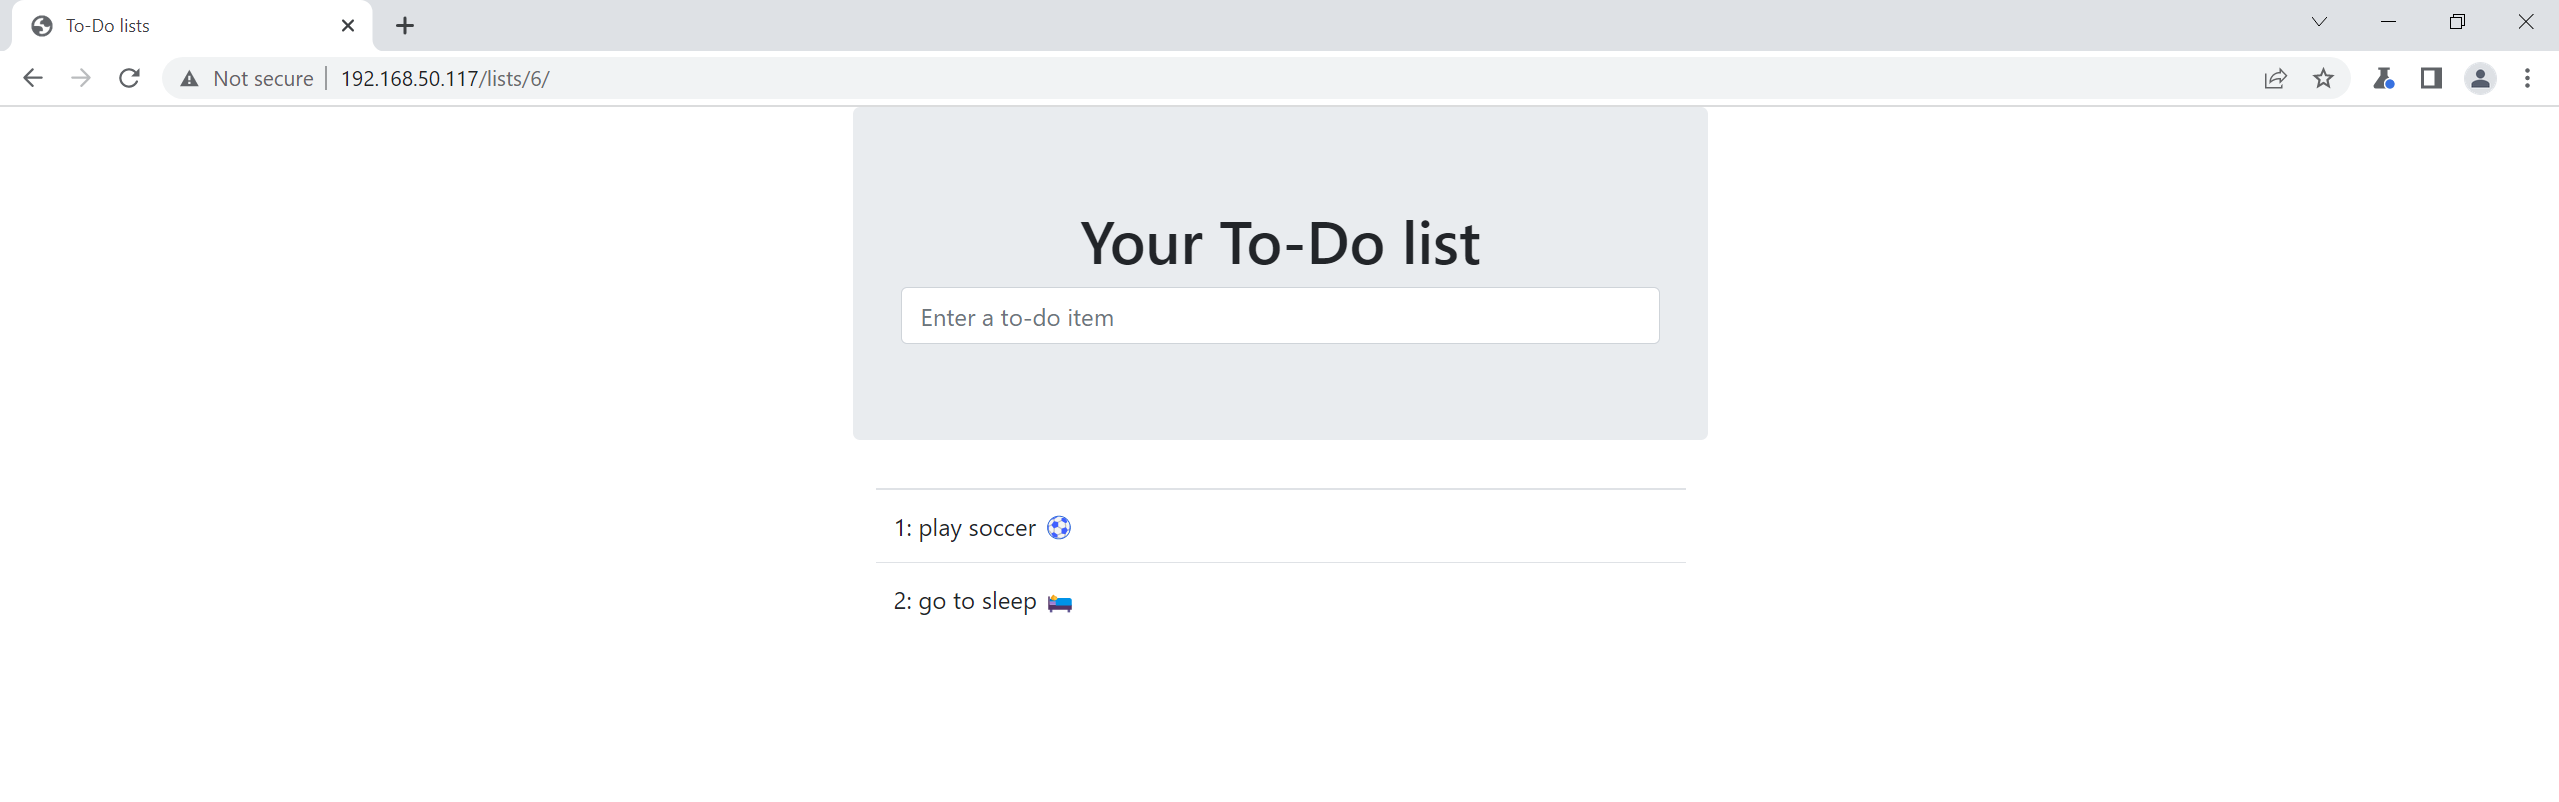 To-Do lists
Not secure 192.168.50.117/lists/6/
Your To-Do list
Enter a to-do item
1: play soccer ⚽
2: go to sleep 🛌